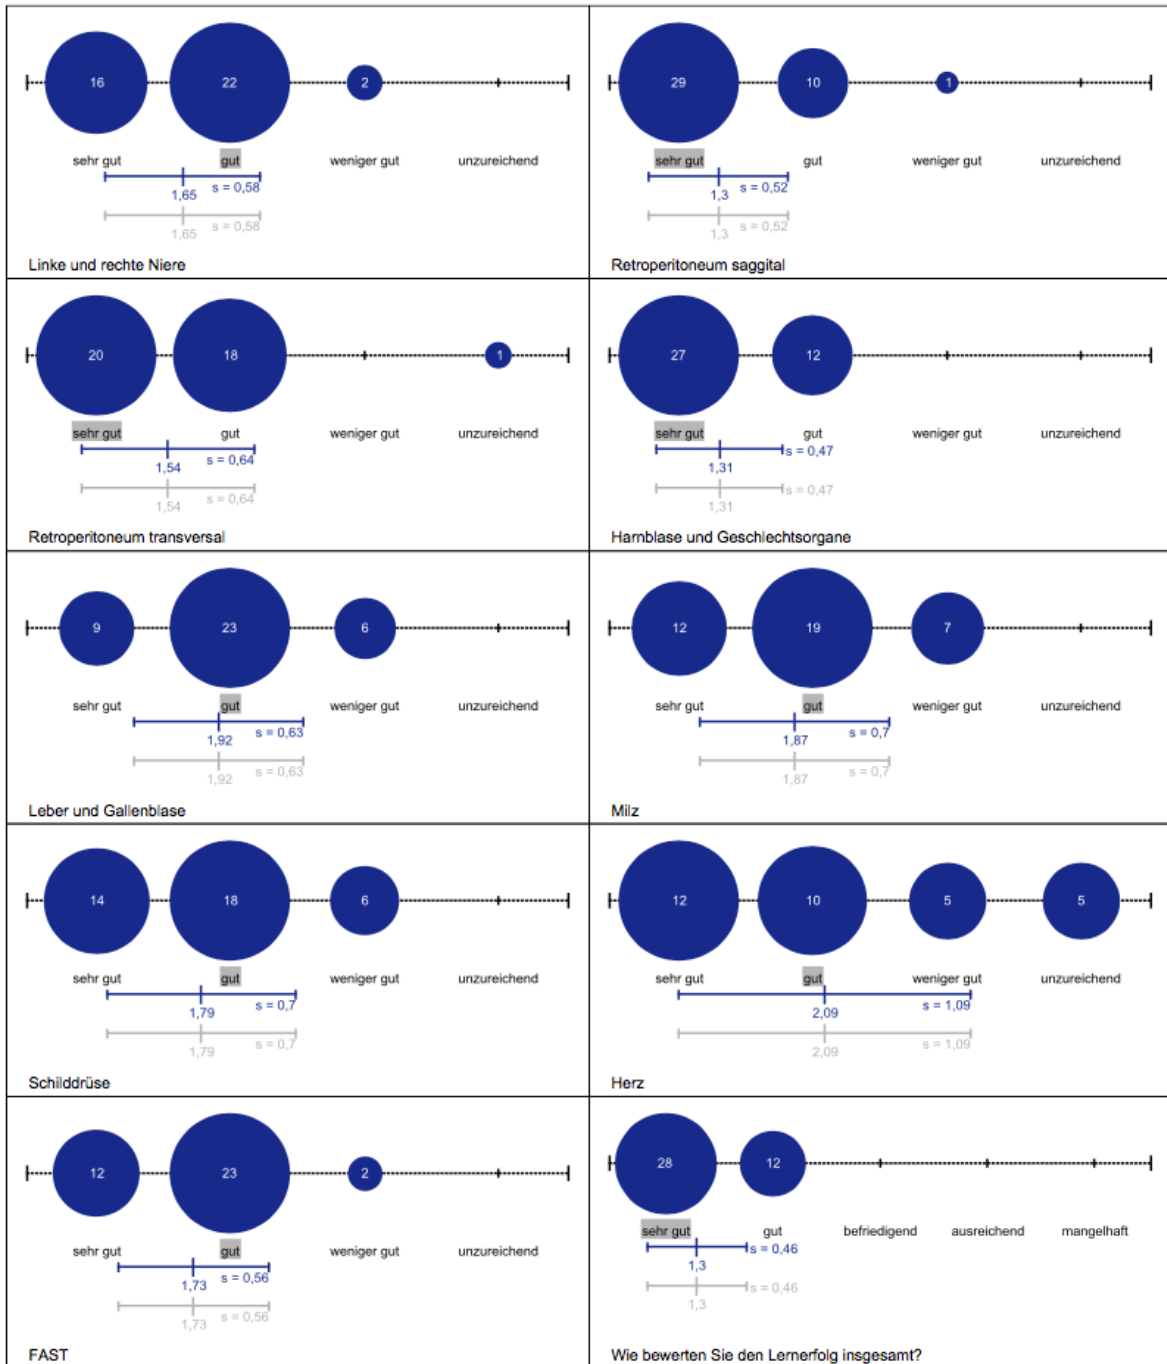 16 22 2
sehr gut gut weniger gut unzureichend
s = 0,58
1,65
s = 0,58
1,65
Linke und rechte Niere
29 10 1
sehr gut gut weniger gut unzureichend
s = 0,52
1,3
s = 0,52
1,3
Retroperitoneum saggital
20 18 1
sehr gut gut weniger gut unzureichend
s = 0,64
1,54
s = 0,64
1,54
Retroperitoneum transversal
27 12
sehr gut gut weniger gut unzureichend
s = 0,47
1,31
s = 0,47
1,31
Harnblase und Geschlechtsorgane
9 23 6
sehr gut gut weniger gut unzureichend
s = 0,63
1,92
s = 0,63
1,92
Leber und Gallenblase
12 19 7
sehr gut gut weniger gut unzureichend
s = 0,7
1,87
s = 0,7
1,87
Milz
14 18 6
sehr gut gut weniger gut unzureichend
s = 0,7
1,79
s = 0,7
1,79
Schilddrüse
12 10 5 5
sehr gut gut weniger gut unzureichend
s = 1,09
2,09
s = 1,09
2,09
Herz
12 23 2
sehr gut gut weniger gut unzureichend
s = 0,56
1,73
s = 0,56
1,73
FAST
28 12
sehr gut gut befriedigend ausreichend mangelhaft
s = 0,46
1,3
s = 0,46
1,3
Wie bewerten Sie den Lernerfolg insgesamt?